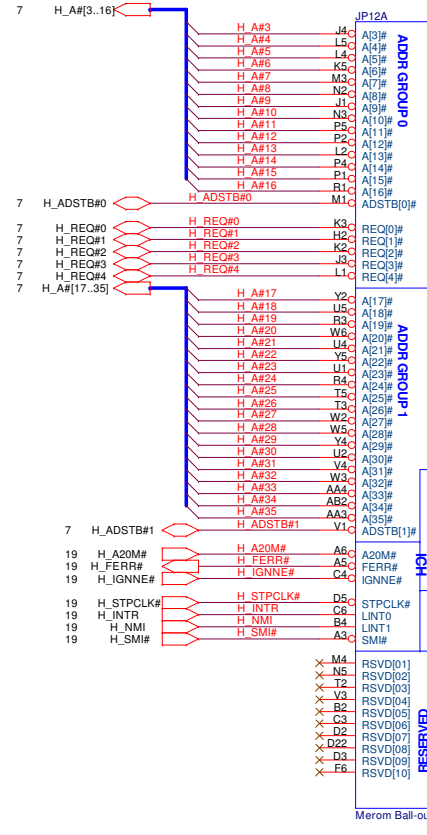 JP12A
7 H_A#[3..16]
H_A#3 J4 A[3]#
H_A#4 L5 A[4]#
H_A#5 L4 A[5]#
H_A#6 K5 A[6]#
H_A#7 M3 A[7]#
H_A#8 N2 A[8]#
H_A#9 J1 A[9]#
H_A#10 N3 A[10]#
H_A#11 P5 A[11]#
H_A#12 P2 A[12]#
H_A#13 L2 A[13]#
H_A#14 P4 A[14]#
H_A#15 P1 A[15]#
H_A#16 R1 A[16]#
7 H_ADSTB#0 H_ADSTB#0 M1 ADSTB[0]#
ADDR GROUP 0
7 H_REQ#0 H_REQ#0 K3 REQ[0]#
7 H_REQ#1 H_REQ#1 H2 REQ[1]#
7 H_REQ#2 H_REQ#2 K2 REQ[2]#
7 H_REQ#3 H_REQ#3 J3 REQ[3]#
7 H_REQ#4 H_REQ#4 L1 REQ[4]#
7 H_A#[17..35]
H_A#17 Y2 A[17]#
H_A#18 U5 A[18]#
H_A#19 R3 A[19]#
H_A#20 W6 A[20]#
H_A#21 U4 A[21]#
H_A#22 Y5 A[22]#
H_A#23 U1 A[23]#
H_A#24 R4 A[24]#
H_A#25 T5 A[25]#
H_A#26 T3 A[26]#
H_A#27 W2 A[27]#
H_A#28 W5 A[28]#
H_A#29 Y4 A[29]#
H_A#30 U2 A[30]#
H_A#31 V4 A[31]#
H_A#32 W3 A[32]#
H_A#33 AA4 A[33]#
H_A#34 AB2 A[34]#
H_A#35 AA3 A[35]#
7 H_ADSTB#1 H_ADSTB#1 V1 ADSTB[1]#
ADDR GROUP 1
19 H_A20M# H_A20M# A6 A20M#
19 H_FERR# H_FERR# A5 FERR#
19 H_IGNNE# H_IGNNE# C4 IGNNE#
ICH
19 H_STPCLK# H_STPCLK# D5 STPCLK#
19 H_INTR H_INTR C6 LINT0
19 H_NMI H_NMI B4 LINT1
19 H_SMI# H_SMI# A3 SMI#
M4 RSVD[01]
N5 RSVD[02]
T2 RSVD[03]
V3 RSVD[04]
B2 RSVD[05]
C3 RSVD[06]
D2 RSVD[07]
D22 RSVD[08]
D3 RSVD[09]
F6 RSVD[10]
RESERVED
Merom Ball-ou